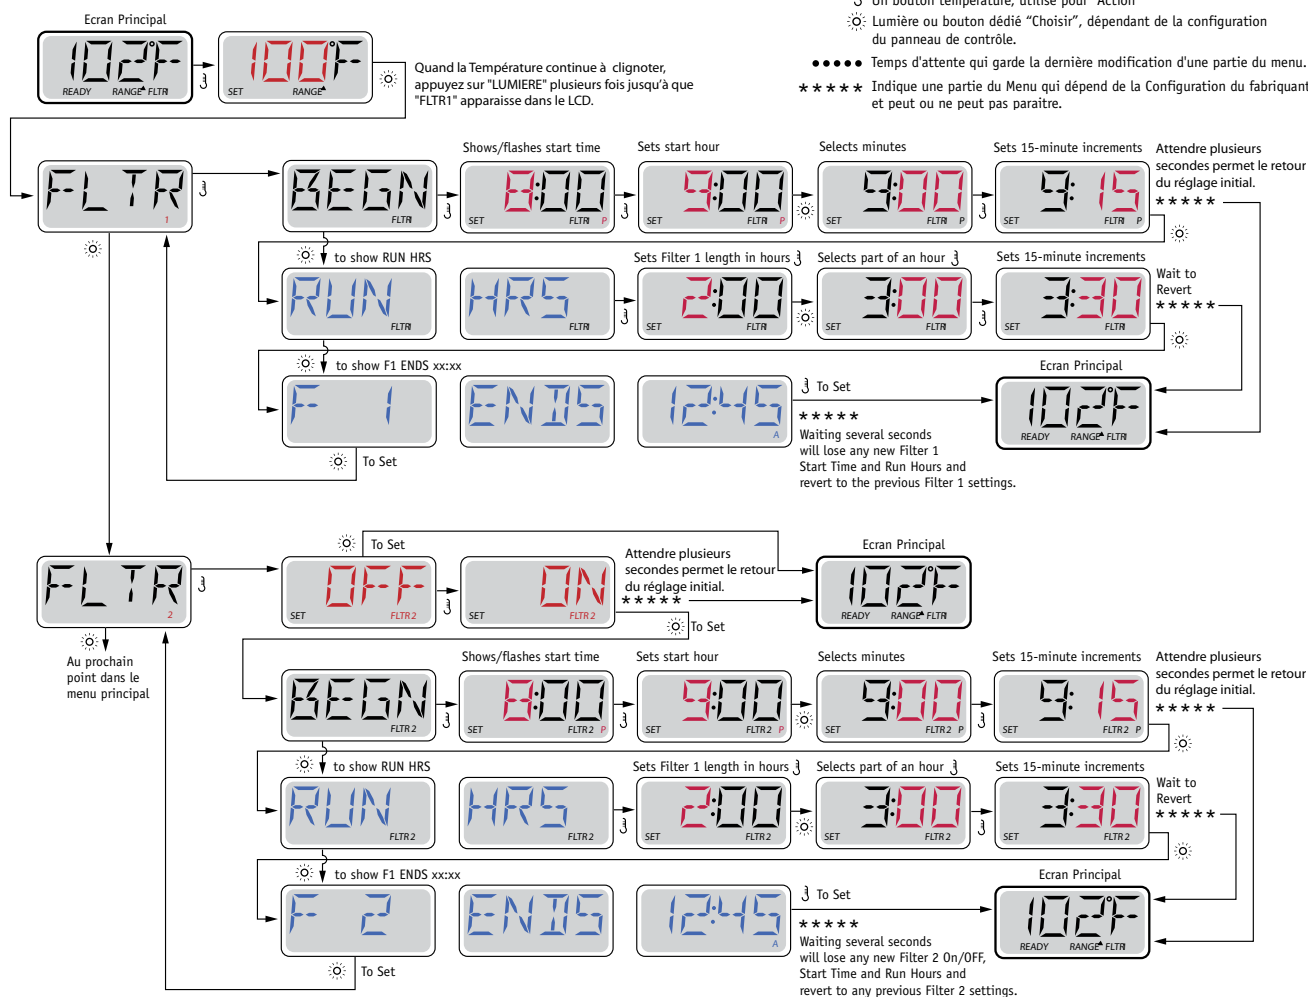 Un bouton température, utilisé pour "Action"
Lumière ou bouton dédié “Choisir”, dépendant de la configuration
du panneau de contrôle.
Temps d'attente qui garde la dernière modification d'une partie du menu.
***** Indique une partie du Menu qui dépend de la Configuration du fabriquant
et peut ou ne peut pas paraitre.
Ecran Principal
102°F
READY RANGE FLTR1
100°F
SET RANGE
Quand la Température continue à clignoter,
appuyez sur "LUMIERE" plusieurs fois jusqu'à que
"FLTR1" apparaisse dans le LCD.
FLTR
1
BEGN
FLTR1
Shows/flashes start time
8:00
SET FLTR1 P
Sets start hour
9:00
SET FLTR1 P
Selects minutes
9:00
SET FLTR1 P
Sets 15-minute increments
9:15
SET FLTR1 P
Attendre plusieurs
secondes permet le retour
du réglage initial.
*****
to show RUN HRS
RUN
FLTR1
HRS
FLTR1
Sets Filter 1 length in hours
2:00
SET FLTR1
Selects part of an hour
3:00
SET FLTR1
Sets 15-minute increments
3:30
SET FLTR1
Wait to
Revert
*****
to show F1 ENDS xx:xx
F 1
ENDS
12:45
A
To Set
*****
Waiting several seconds
will lose any new Filter 1
Start Time and Run Hours and
revert to the previous Filter 1 settings.
Ecran Principal
102°F
READY RANGE FLTR1
To Set
FLTR
2
Au prochain
point dans le
menu principal
To Set
OFF
SET FLTR2
ON
SET FLTR2
Attendre plusieurs
secondes permet le retour
du réglage initial.
*****
To Set
Ecran Principal
102°F
READY RANGE FLTR1
BEGN
FLTR2
Shows/flashes start time
8:00
SET FLTR2 P
Sets start hour
9:00
SET FLTR2 P
Selects minutes
9:00
SET FLTR2 P
Sets 15-minute increments
9:15
SET FLTR2 P
Attendre plusieurs
secondes permet le retour
du réglage initial.
*****
to show RUN HRS
RUN
FLTR2
HRS
FLTR2
Sets Filter 1 length in hours
2:00
SET FLTR2
Selects part of an hour
3:00
SET FLTR2
Sets 15-minute increments
3:30
SET FLTR2
Wait to
Revert
*****
to show F1 ENDS xx:xx
F 2
ENDS
12:45
A
To Set
*****
Waiting several seconds
will lose any new Filter 2 On/OFF,
Start Time and Run Hours and
revert to any previous Filter 2 settings.
Ecran Principal
102°F
READY RANGE FLTR1
To Set